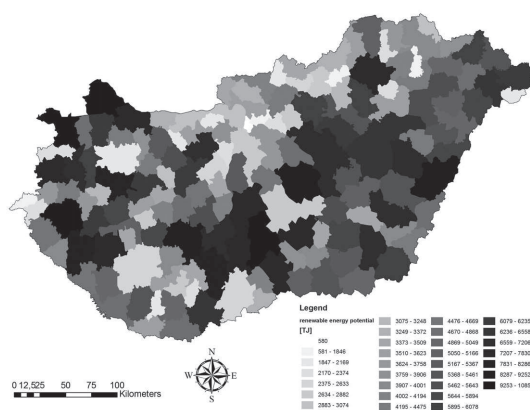 Legend
renewable energy potential
[TJ]
580
581 - 1846
1847 - 2169
2170 - 2374
2375 - 2633
2634 - 2882
2883 - 3074
3075 - 3248
3249 - 3372
3373 - 3509
3510 - 3623
3624 - 3758
3759 - 3906
3907 - 4001
4002 - 4194
4195 - 4475
4476 - 4669
4670 - 4868
4869 - 5049
5050 - 5166
5167 - 5367
5368 - 5461
5462 - 5643
5644 - 5894
5895 - 6078
6079 - 6235
6236 - 6558
6559 - 7206
7207 - 7830
7831 - 8286
8287 - 9252
9253 - 1085
N
W
E
S
0 12,525 50 75 100
Kilometers